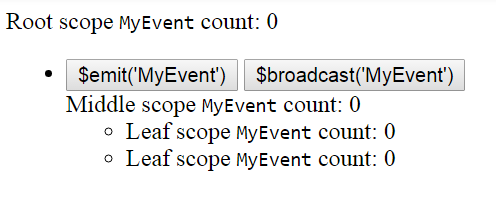 Root scope MyEvent count: 0
$emit('MyEvent') $broadcast('MyEvent')
Middle scope MyEvent count: 0
Leaf scope MyEvent count: 0
Leaf scope MyEvent count: 0